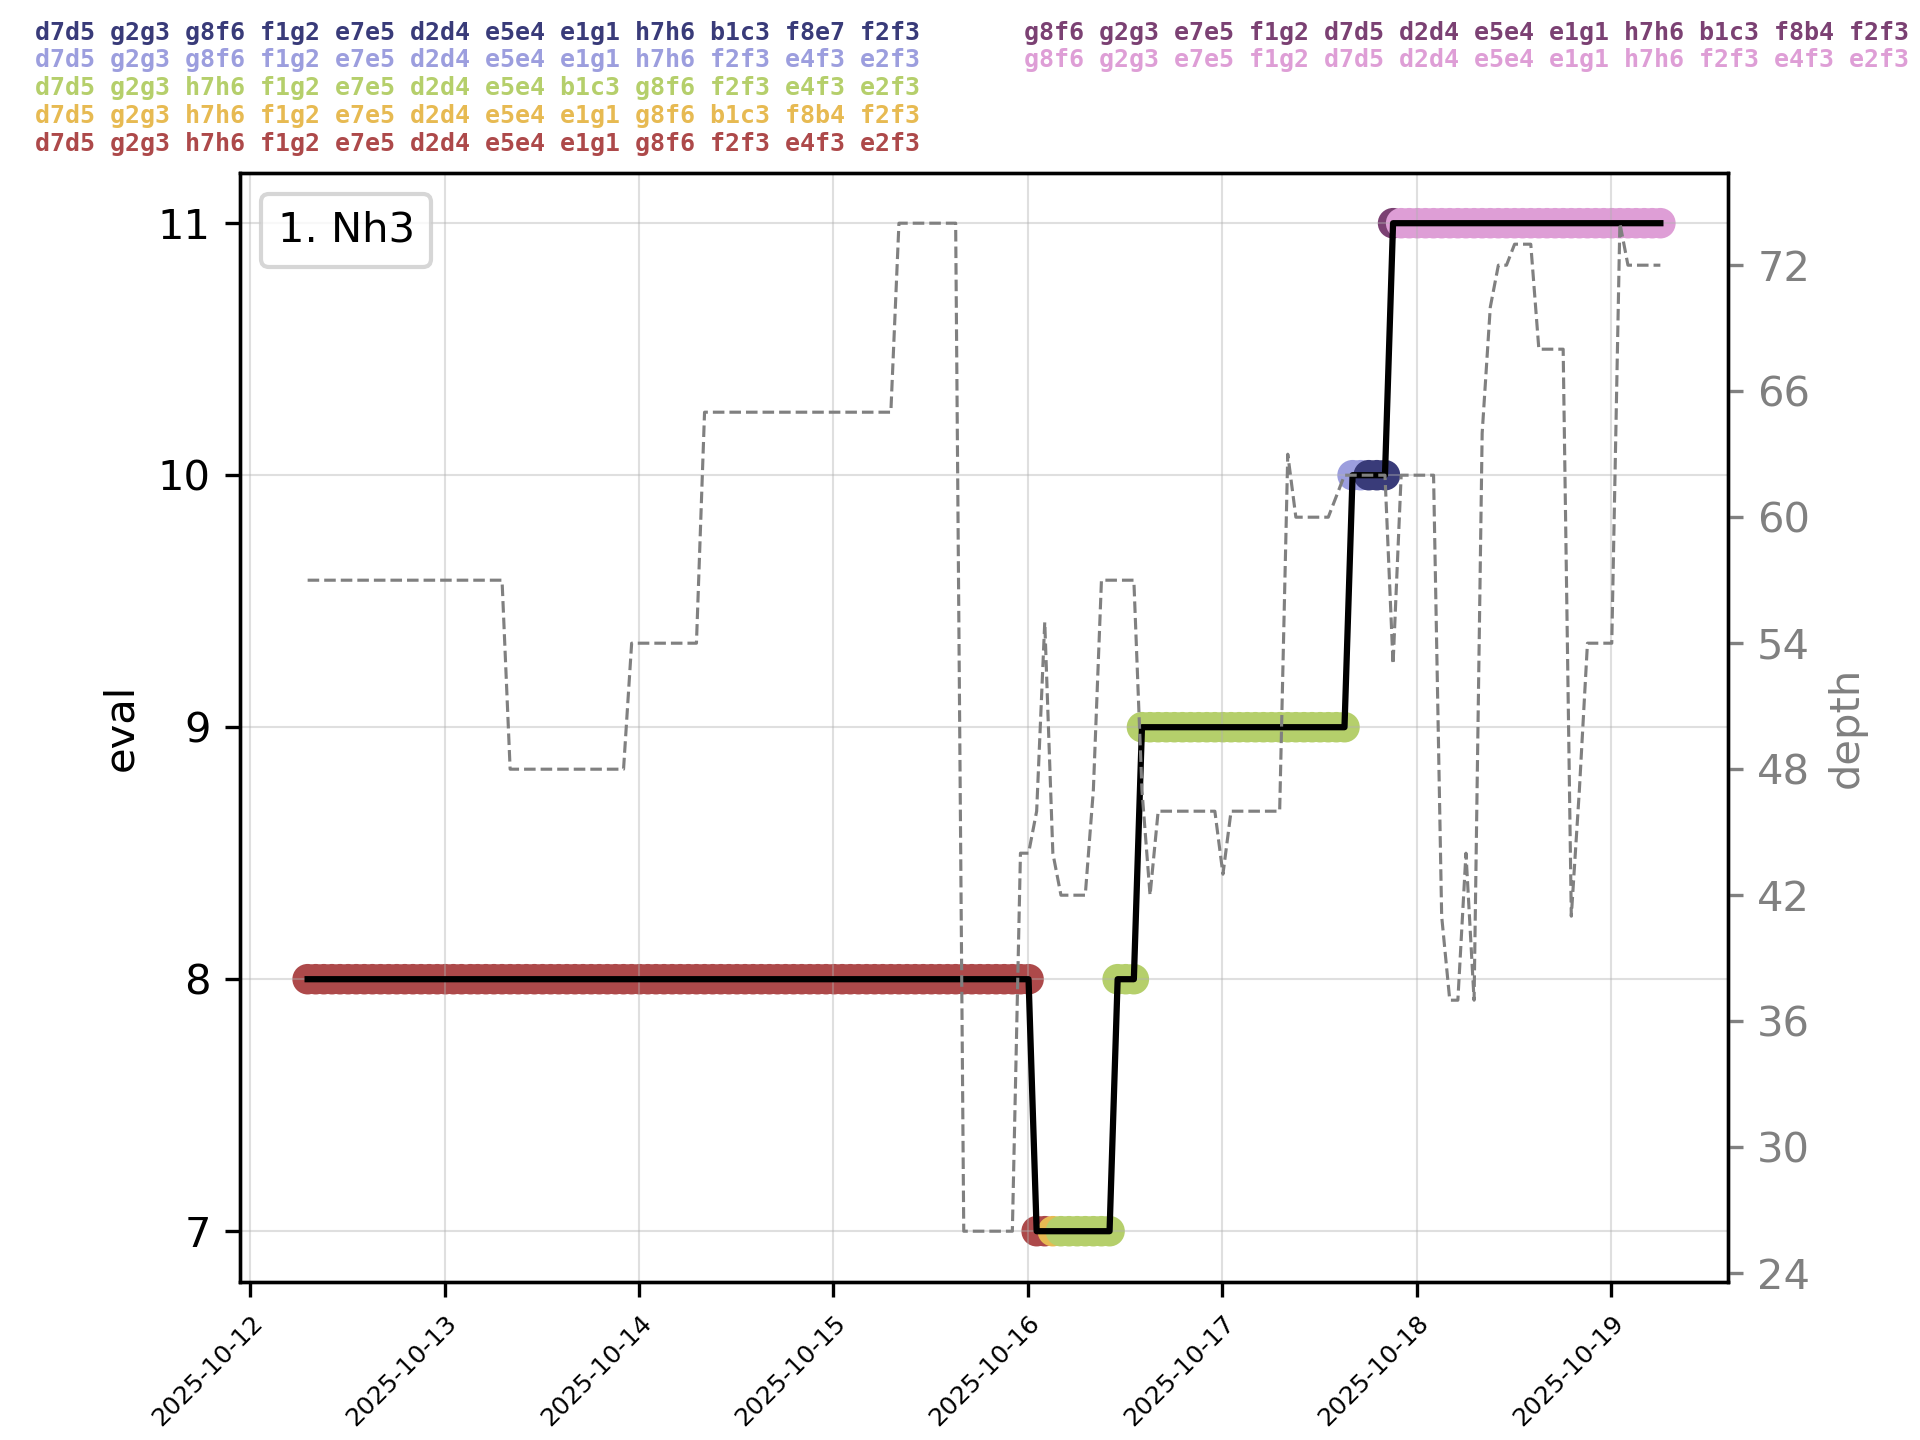 d7d5 g2g3 g8f6 f1g2 e7e5 d2d4 e5e4 e1g1 h7h6 b1c3 f8e7 f2f3
d7d5 g2g3 g8f6 f1g2 e7e5 d2d4 e5e4 e1g1 h7h6 f2f3 e4f3 e2f3
d7d5 g2g3 h7h6 f1g2 e7e5 d2d4 e5e4 b1c3 g8f6 f2f3 e4f3 e2f3
d7d5 g2g3 h7h6 f1g2 e7e5 d2d4 e5e4 e1g1 g8f6 b1c3 f8b4 f2f3
d7d5 g2g3 h7h6 f1g2 e7e5 d2d4 e5e4 e1g1 g8f6 f2f3 e4f3 e2f3
g8f6 g2g3 e7e5 f1g2 d7d5 d2d4 e5e4 e1g1 h7h6 b1c3 f8b4 f2f3
g8f6 g2g3 e7e5 f1g2 d7d5 d2d4 e5e4 e1g1 h7h6 f2f3 e4f3 e2f3
1. Nh3
11
10
9
8
7
eval
72
66
60
54
48
42
36
30
24
depth
2025-10-12
2025-10-13
2025-10-14
2025-10-15
2025-10-16
2025-10-17
2025-10-18
2025-10-19